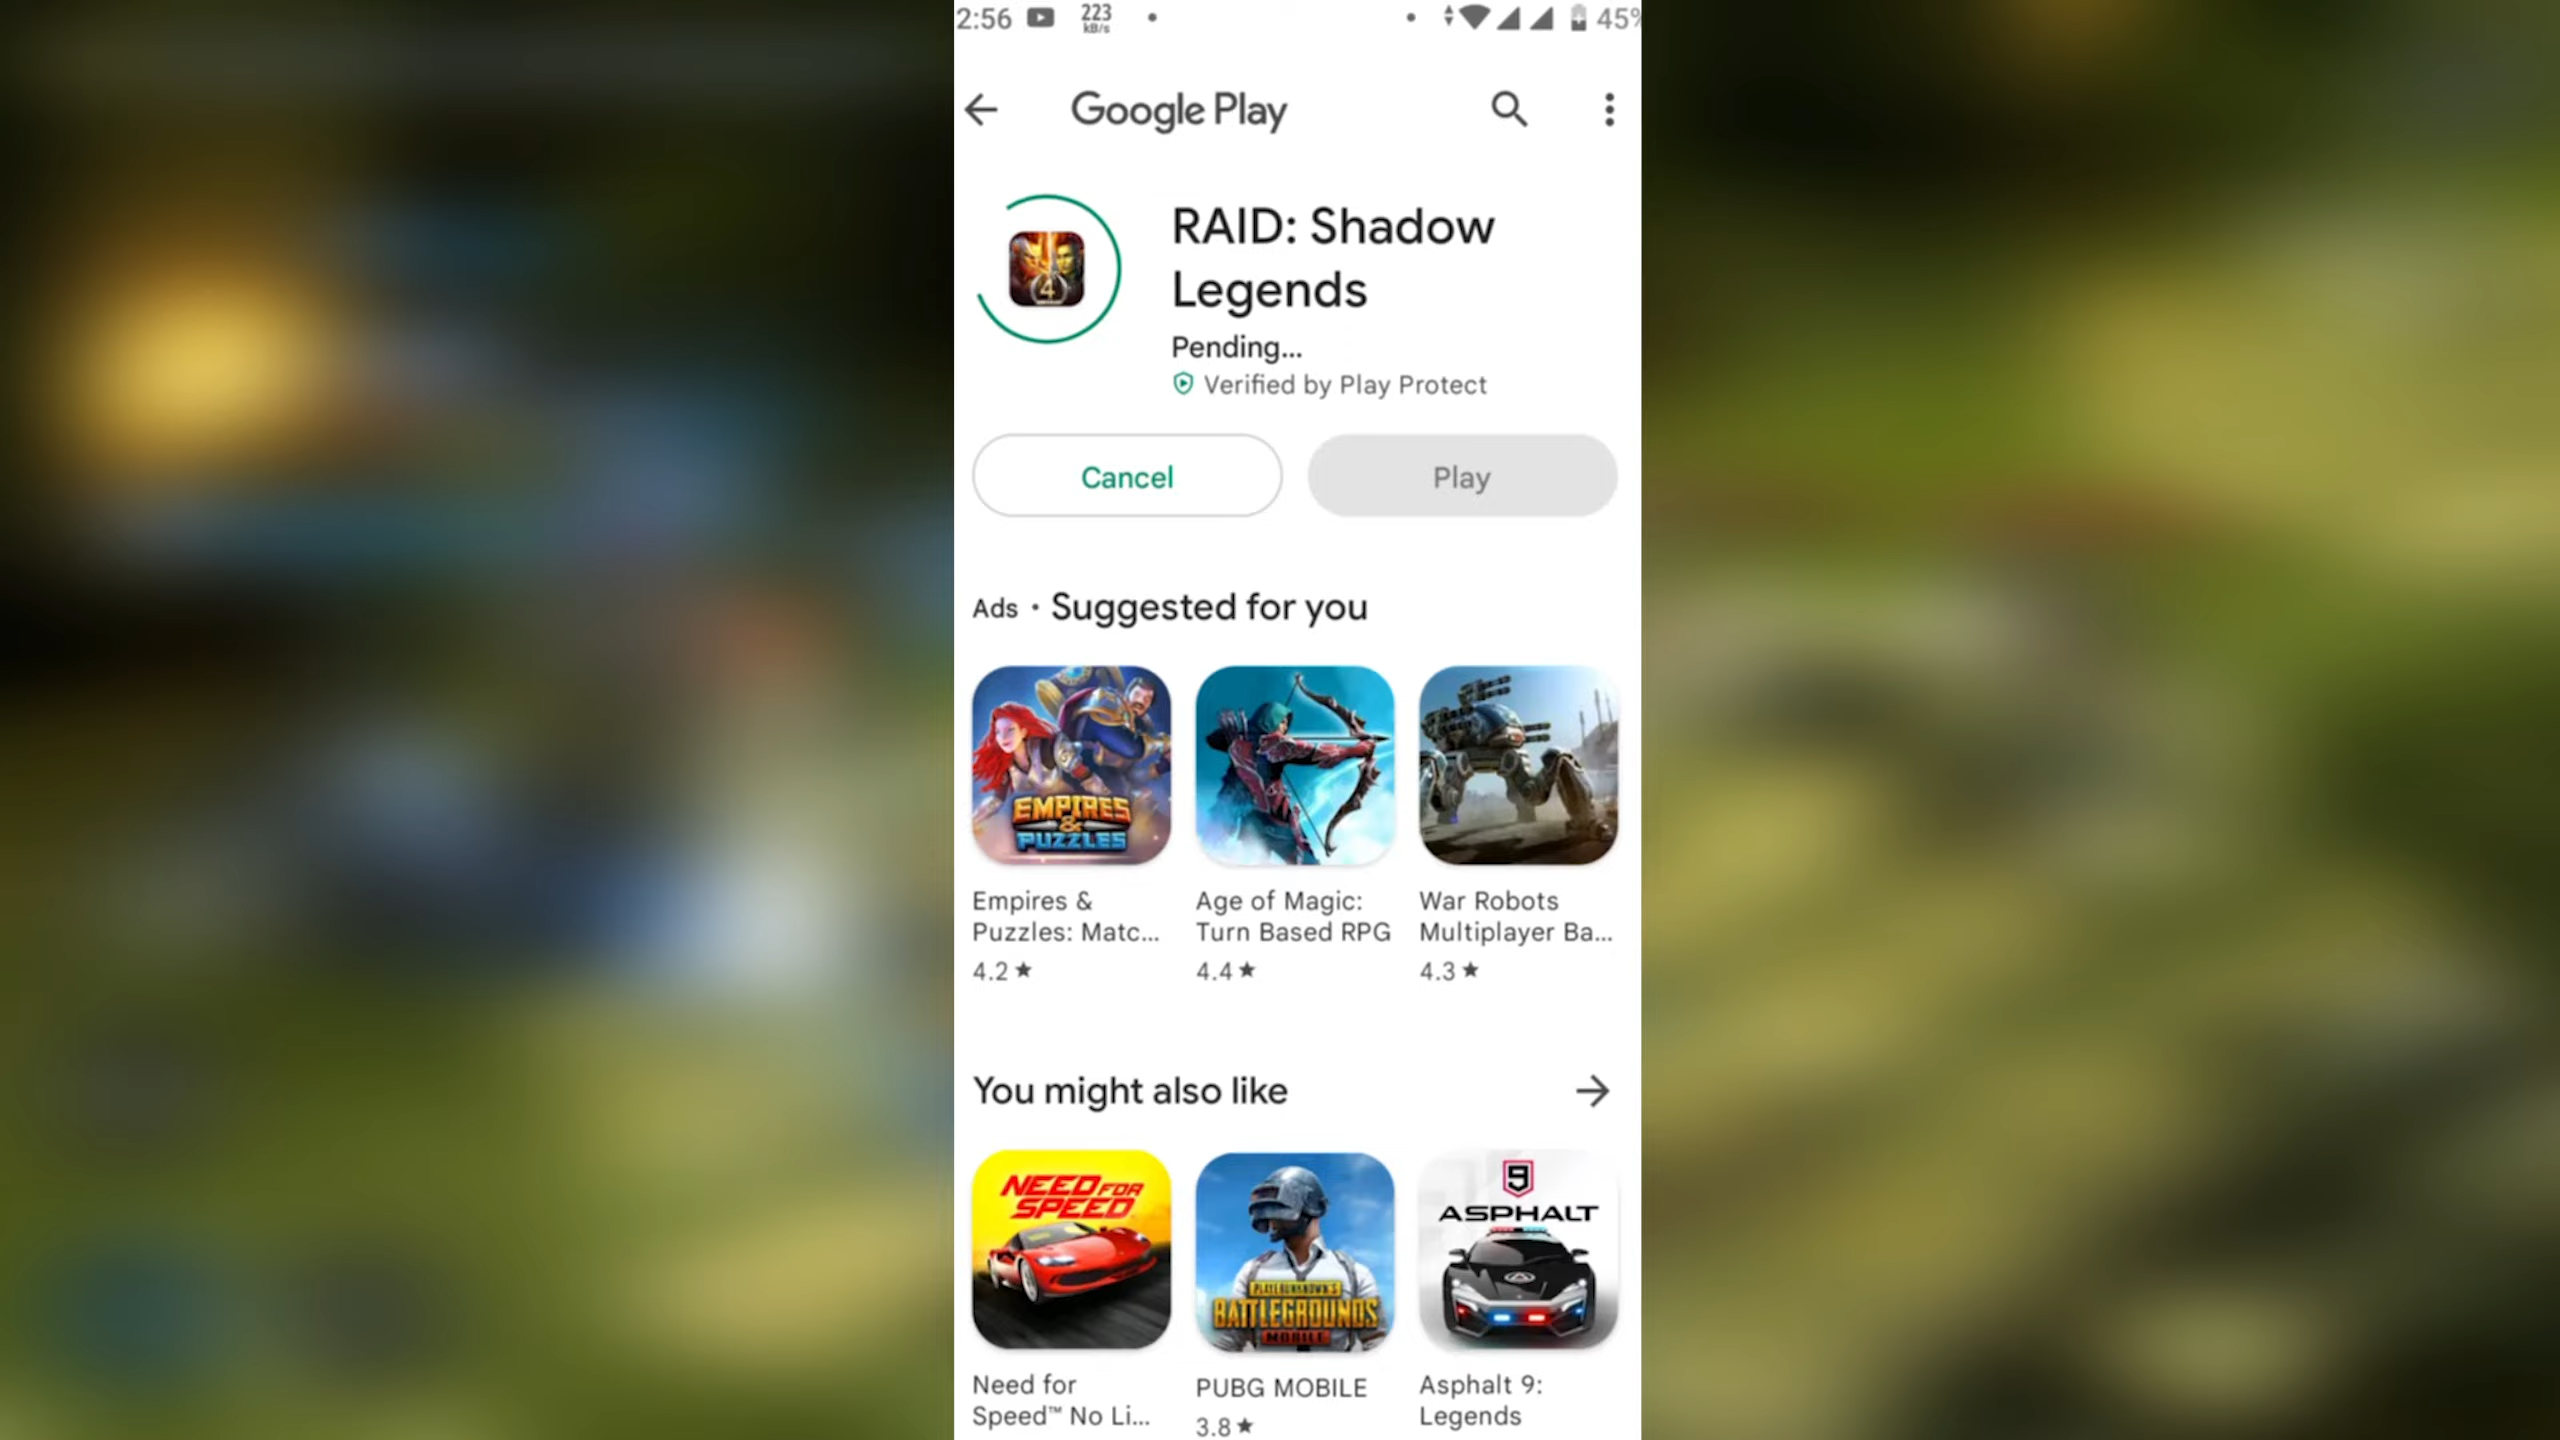 2:56 223 kB/s 45%
Google Play
RAID: Shadow
Legends
Pending...
Verified by Play Protect
Cancel Play
Ads • Suggested for you
EMPIRES
&
PUZZLES
Empires &
Puzzles: Matc...
4.2★
Age of Magic:
Turn Based RPG
4.4★
War Robots
Multiplayer Ba...
4.3★
You might also like
NEED FOR
SPEED
PLAYERUNKNOWN'S
BATTLEGROUNDS
MOBILE
9
ASPHALT
Need for
Speed™ No Li...
PUBG MOBILE
3.8★
Asphalt 9:
Legends